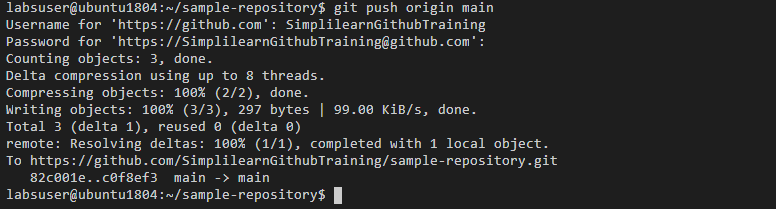 labsuser@ubuntu1804:~/sample-repository$ git push origin main
Username for 'https://github.com': SimplilearnGithubTraining
Password for 'https://SimplilearnGithubTraining@github.com':
Counting objects: 3, done.
Delta compression using up to 8 threads.
Compressing objects: 100% (2/2), done.
Writing objects: 100% (3/3), 297 bytes | 99.00 KiB/s, done.
Total 3 (delta 1), reused 0 (delta 0)
remote: Resolving deltas: 100% (1/1), completed with 1 local object.
To https://github.com/SimplilearnGithubTraining/sample-repository.git
   82c001e..c0f8ef3  main -> main
labsuser@ubuntu1804:~/sample-repository$